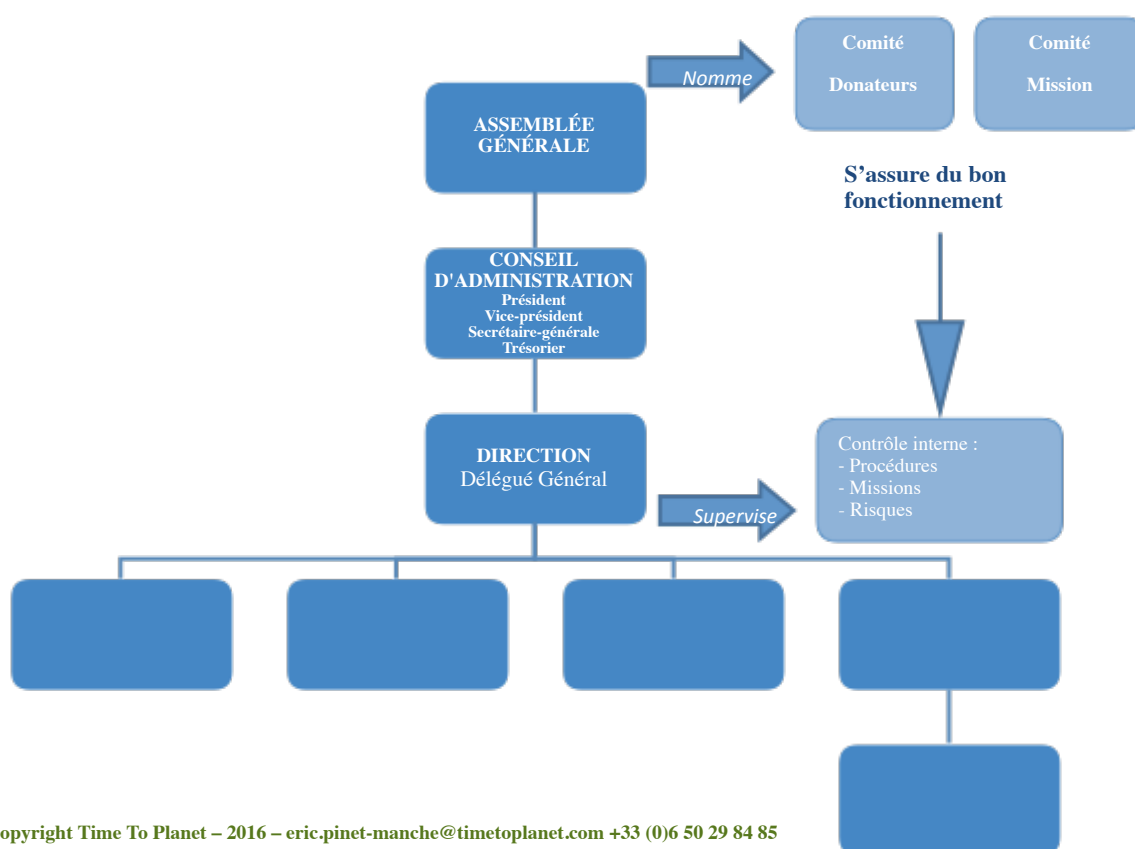 Comité
Donateurs
Comité
Mission
Nomme
ASSEMBLÉE
GÉNÉRALE
S’assure du bon
fonctionnement
CONSEIL
D'ADMINISTRATION
Président
Vice-président
Secrétaire-générale
Trésorier
DIRECTION
Délégué Général
Supervise
Contrôle interne :
- Procédures
- Missions
- Risques
opyright Time To Planet – 2016 – eric.pinet-manche@timetoplanet.com +33 (0)6 50 29 84 85